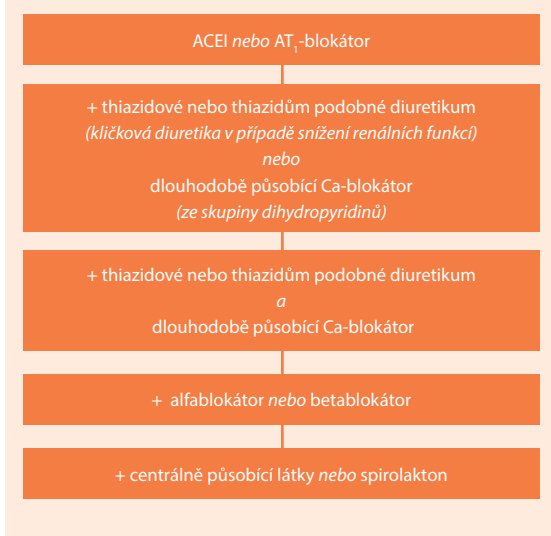 ACEI nebo AT₁-blokátor
+ thiazidové nebo thiazidům podobné diuretikum
(kličková diuretika v případě snížení renálních funkcí)
nebo
dlouhodobě působící Ca-blokátor
(ze skupiny dihydropyridinů)
+ thiazidové nebo thiazidům podobné diuretikum
a
dlouhodobě působící Ca-blokátor
+ alfablokátor nebo betablokátor
+ centrálně působící látky nebo spirolakton